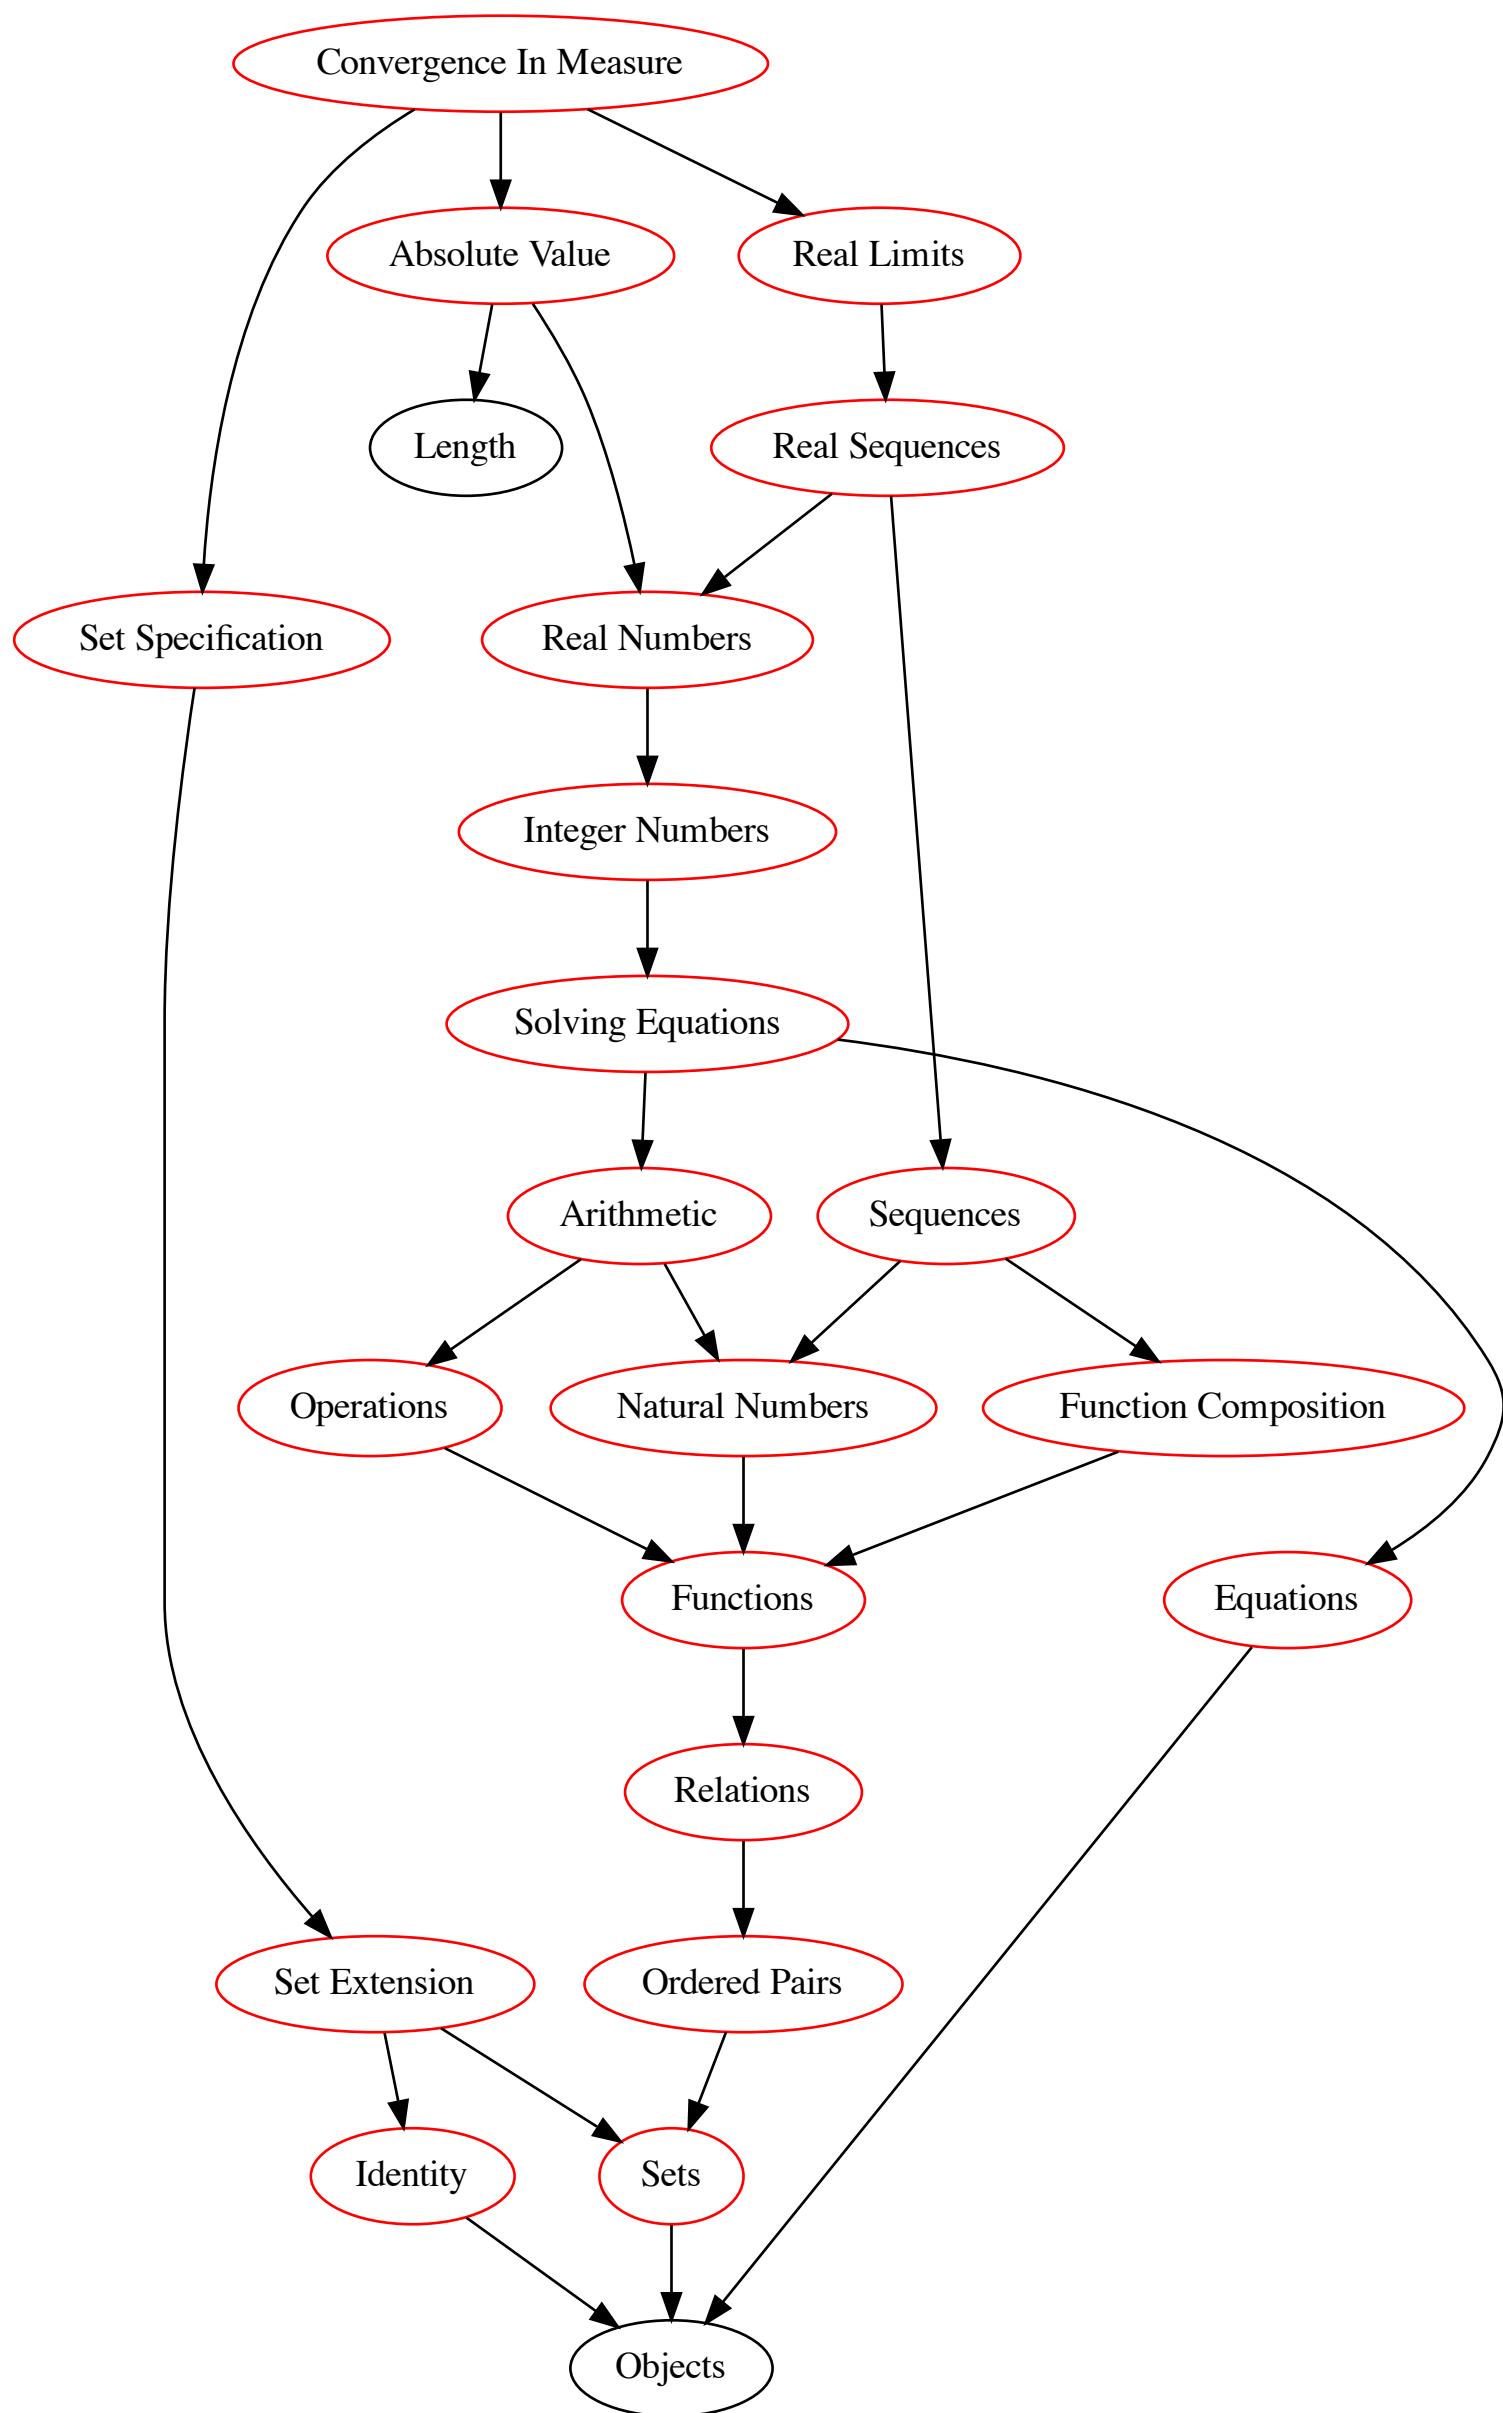 Convergence In Measure
Absolute Value
Real Limits
Length
Real Sequences
Set Specification
Real Numbers
Integer Numbers
Solving Equations
Arithmetic
Sequences
Operations
Natural Numbers
Function Composition
Functions
Equations
Relations
Set Extension
Ordered Pairs
Identity
Sets
Objects